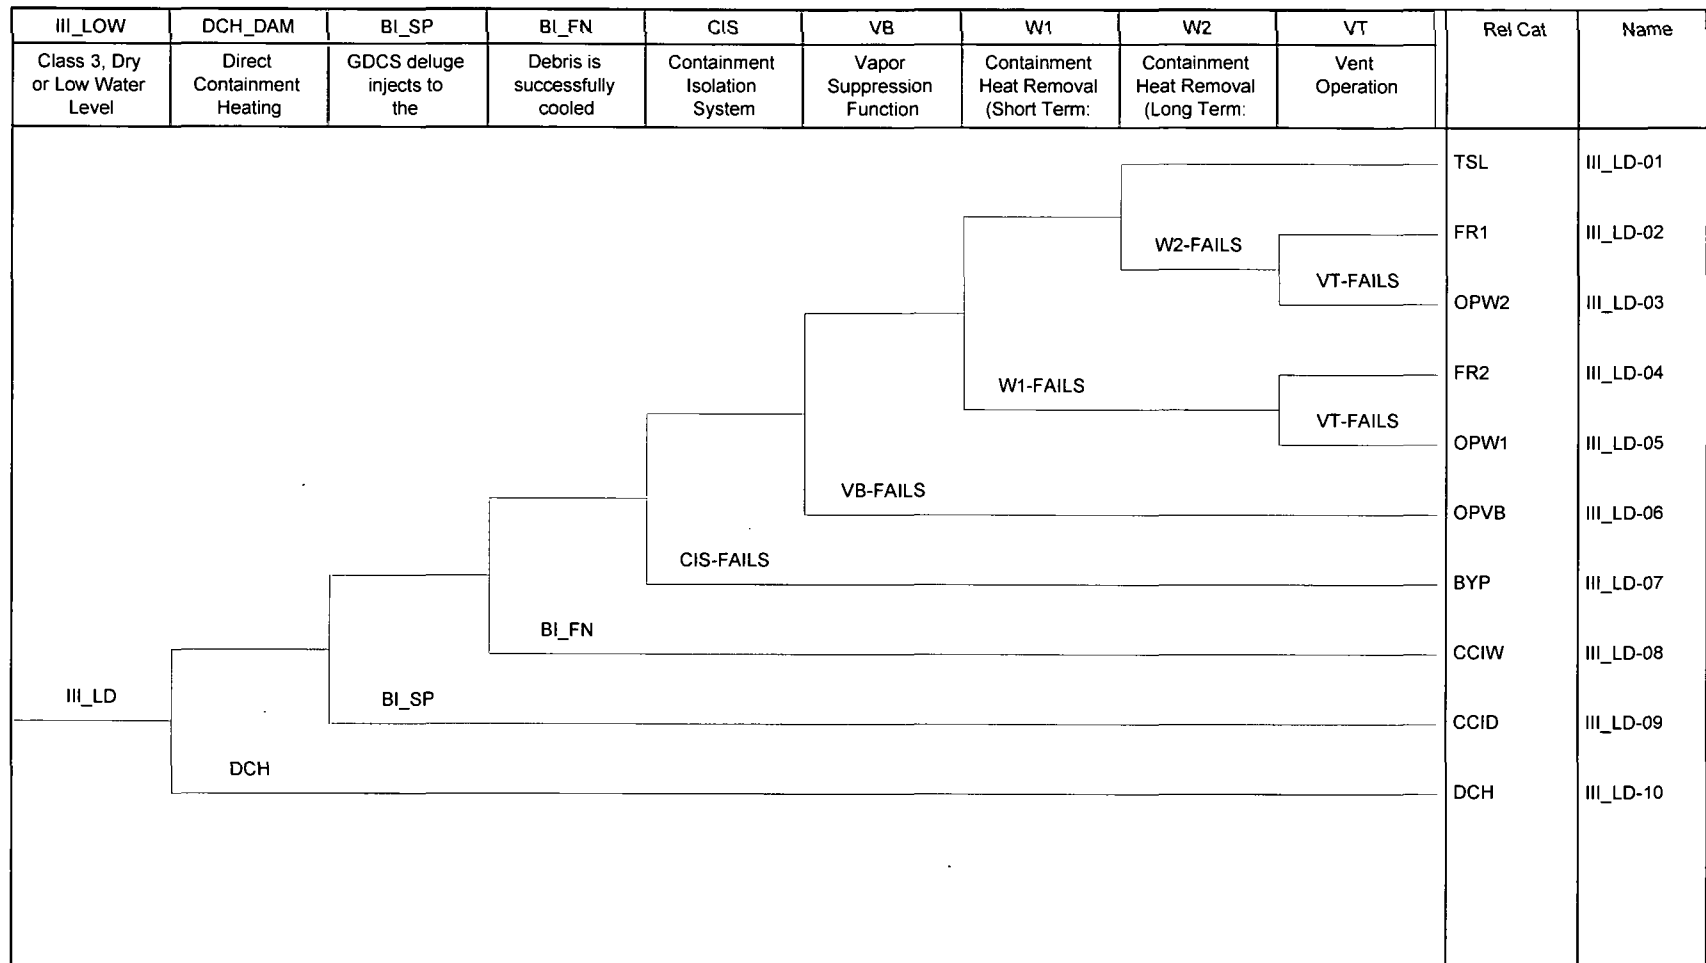 III_LOW DCH_DAM BI_SP BI_FN CIS VB W1 W2 VT Rel Cat Name
Class 3, Dry or Low Water Level
Direct Containment Heating
GDCS deluge injects to the
Debris is successfully cooled
Containment Isolation System
Vapor Suppression Function
Containment Heat Removal (Short Term:
Containment Heat Removal (Long Term:
Vent Operation
TSL III_LD-01
FR1 III_LD-02
W2-FAILS
VT-FAILS
OPW2 III_LD-03
FR2 III_LD-04
W1-FAILS
VT-FAILS
OPW1 III_LD-05
VB-FAILS
OPVB III_LD-06
CIS-FAILS
BYP III_LD-07
BI_FN
CCIW III_LD-08
III_LD
BI_SP
CCID III_LD-09
DCH
DCH III_LD-10